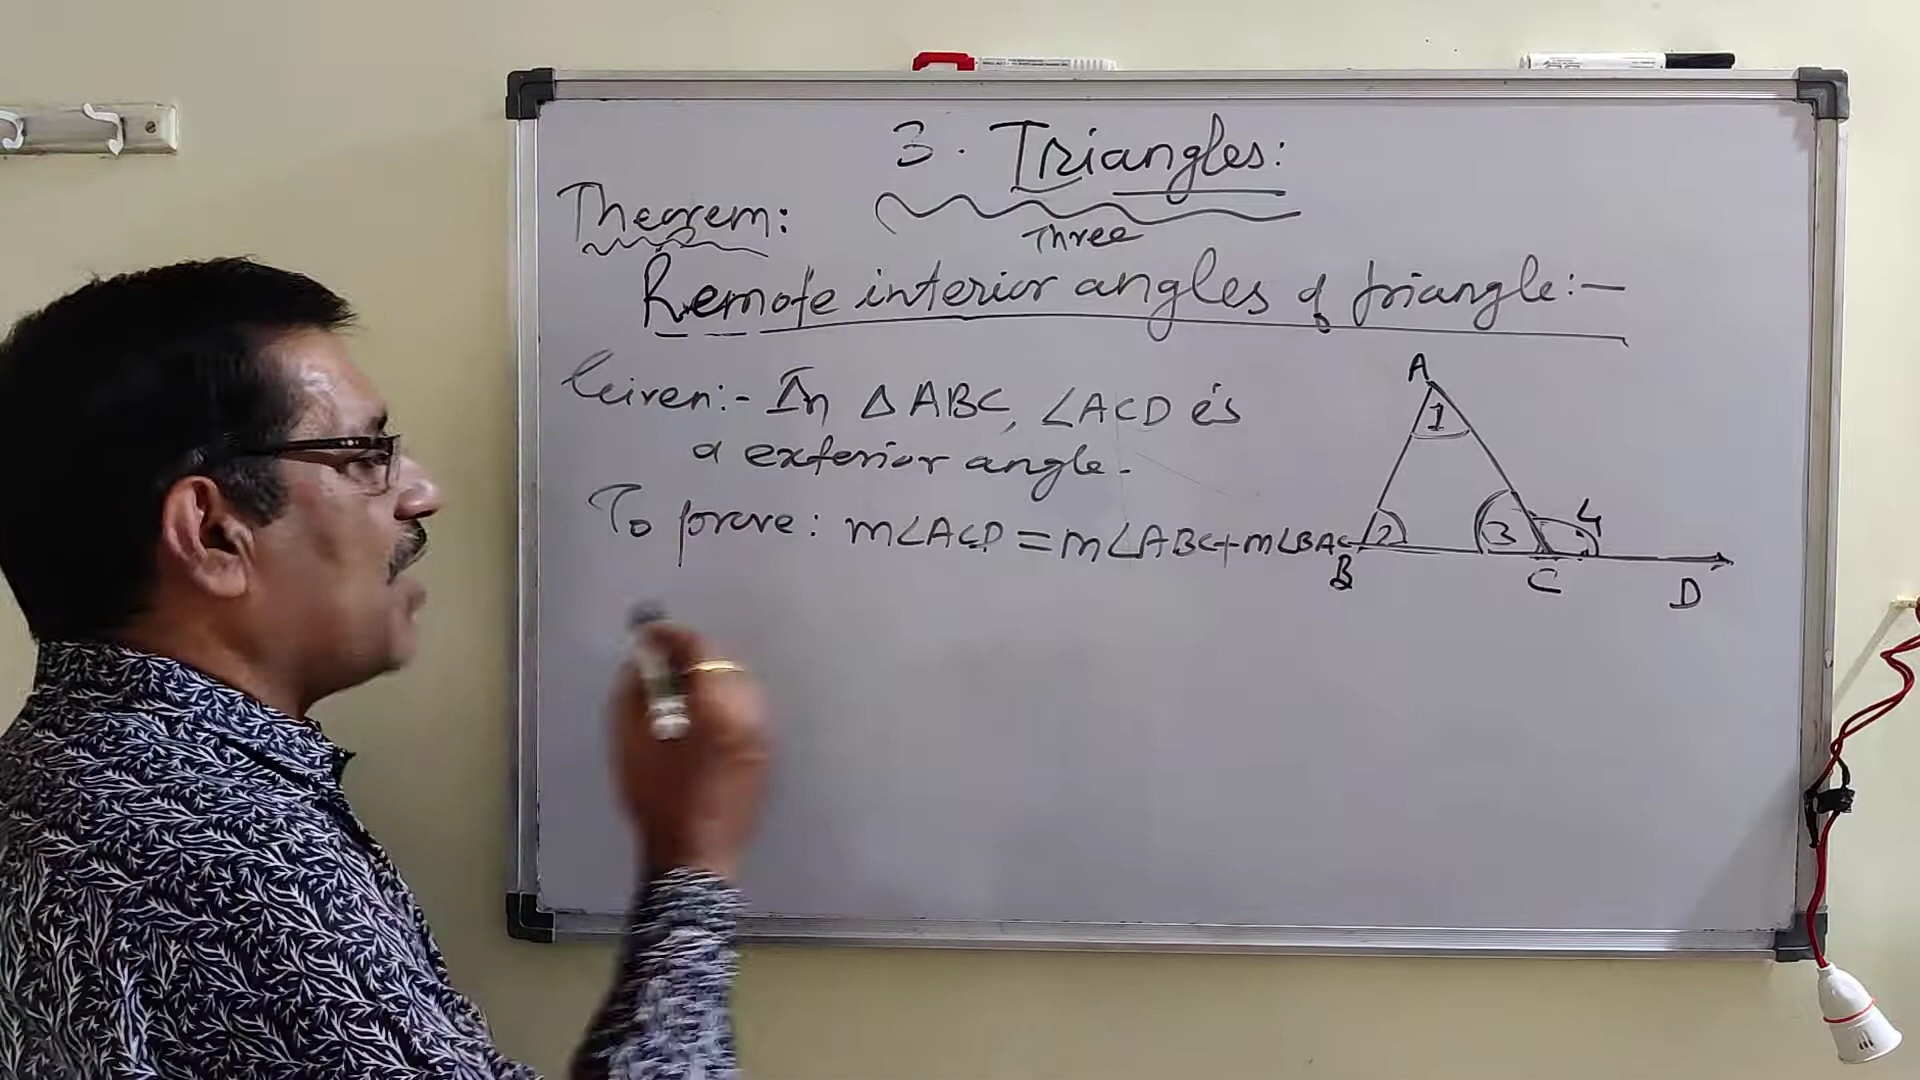 3. Triangles:
Theorem:
Three
Remote interior angles of triangle:-
Given:- In △ABC, ∠ACD is
a exterior angle.
To prove: m∠ACD = m∠ABC+m∠BAC
A
1
2
3
4
B
C
D